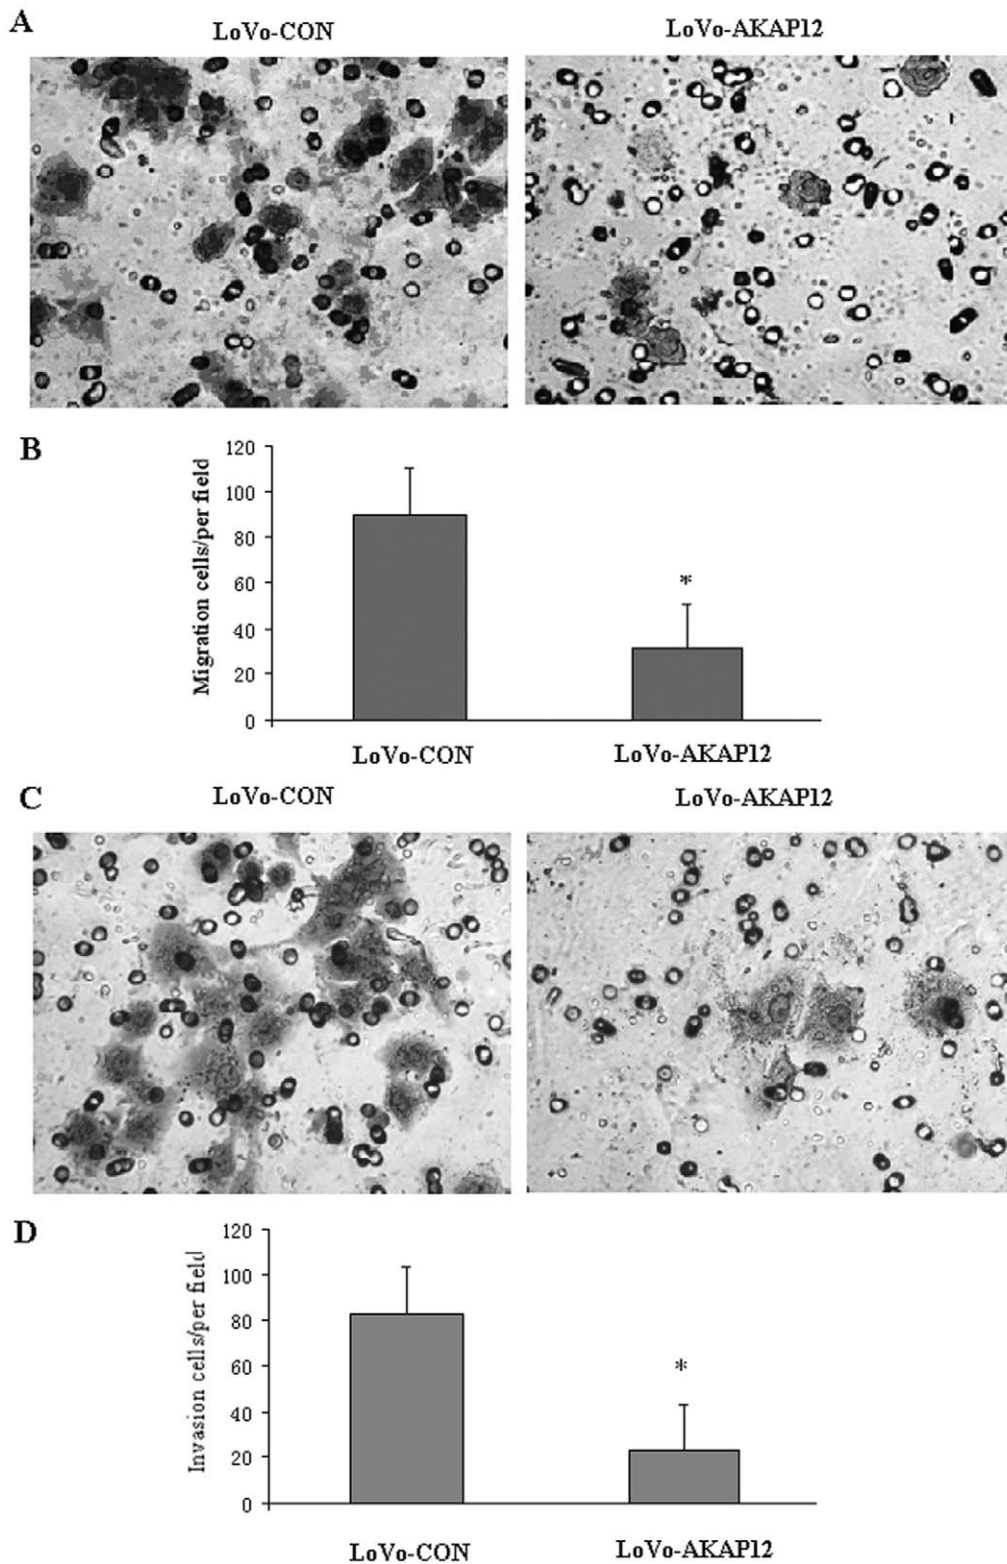 A
LoVo-CON
LoVo-AKAP12
B
Migration cells/per field
120
100
80
60
40
20
0
*
LoVo-CON
LoVo-AKAP12
C
LoVo-CON
LoVo-AKAP12
D
Invasion cells/per field
120
100
80
60
40
20
0
*
LoVo-CON
LoVo-AKAP12